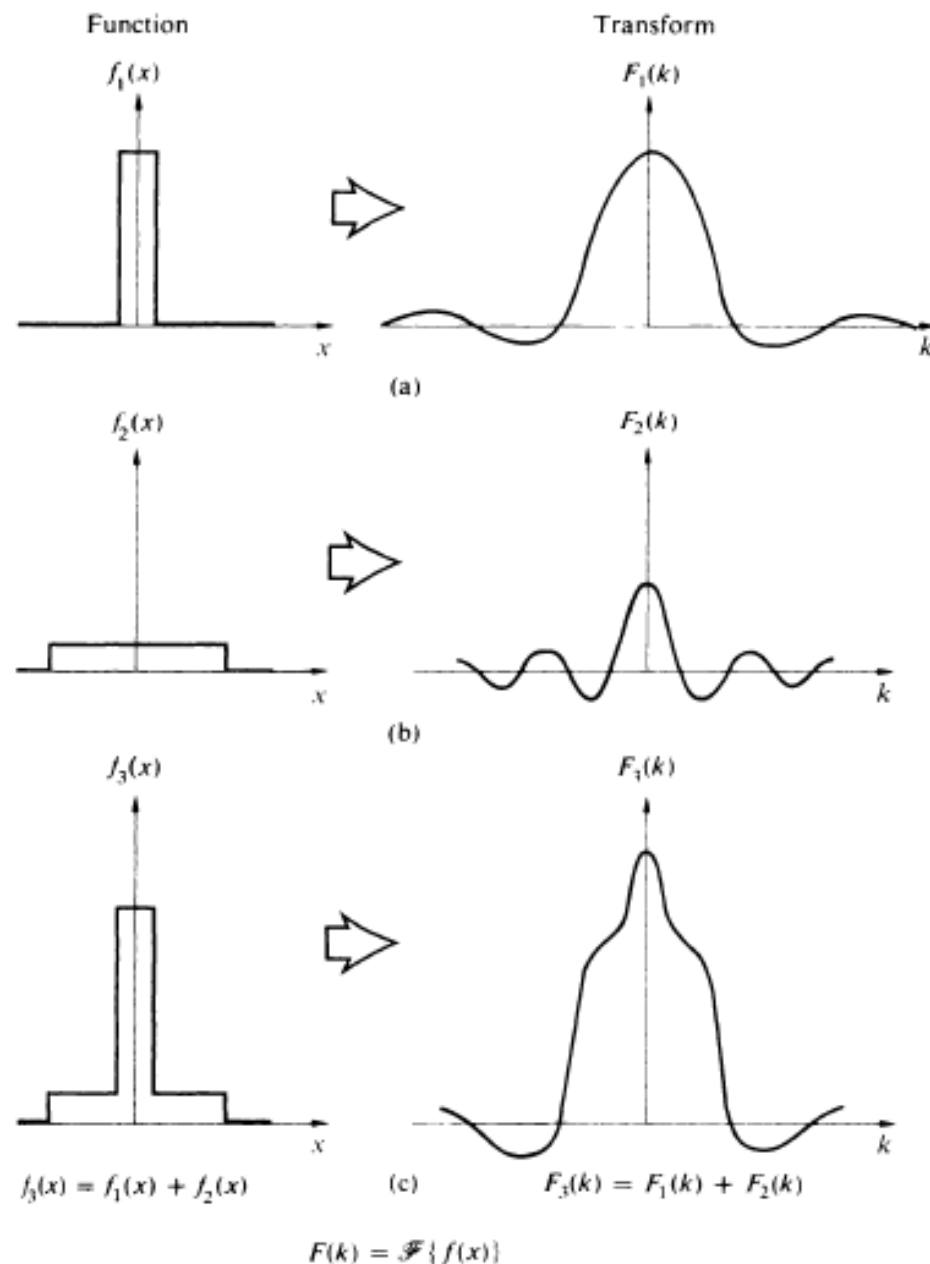 Function Transform
f₁(x) F₁(k)
x k
(a)
f₂(x) F₂(k)
x k
(b)
f₃(x) F₃(k)
x k
f₃(x) = f₁(x) + f₂(x) (c) F₃(k) = F₁(k) + F₂(k)
F(k) = ℱ{f(x)}